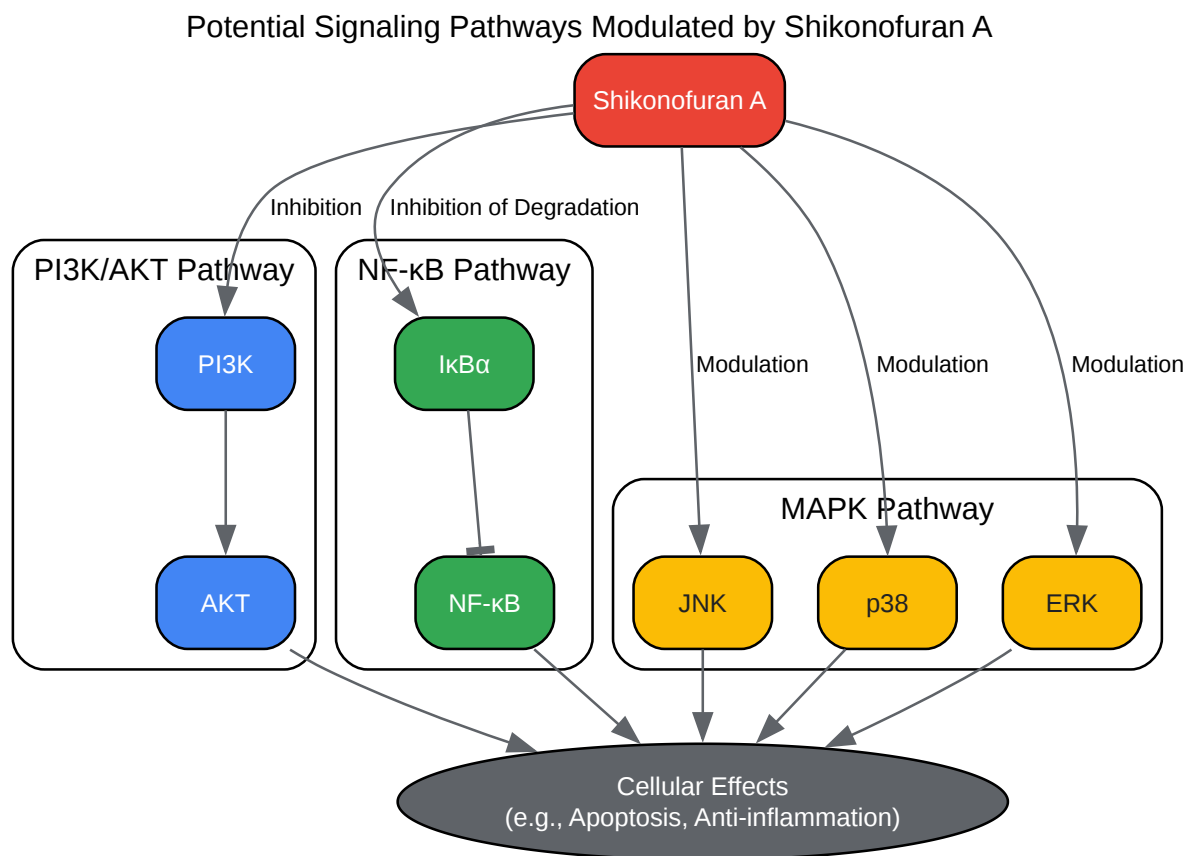 Potential Signaling Pathways Modulated by Shikonofuran A
Shikonofuran A
Inhibition
Inhibition of Degradation
PI3K/AKT Pathway
NF-κB Pathway
PI3K
IκBα
Modulation
Modulation
Modulation
MAPK Pathway
AKT
NF-κB
JNK
p38
ERK
Cellular Effects
(e.g., Apoptosis, Anti-inflammation)